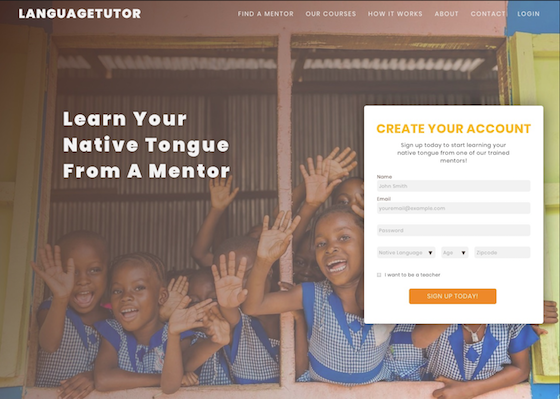 LANGUAGETUTOR
FIND A MENTOR OUR COURSES HOW IT WORKS ABOUT CONTACT LOGIN
Learn Your
Native Tongue
From A Mentor
CREATE YOUR ACCOUNT
Sign up today to start learning your
native tongue from one of our trained
mentors!
Name
John Smith
Email
youremail@example.com
Password
Native Language Age Zipcode
I want to be a teacher
SIGN UP TODAY!